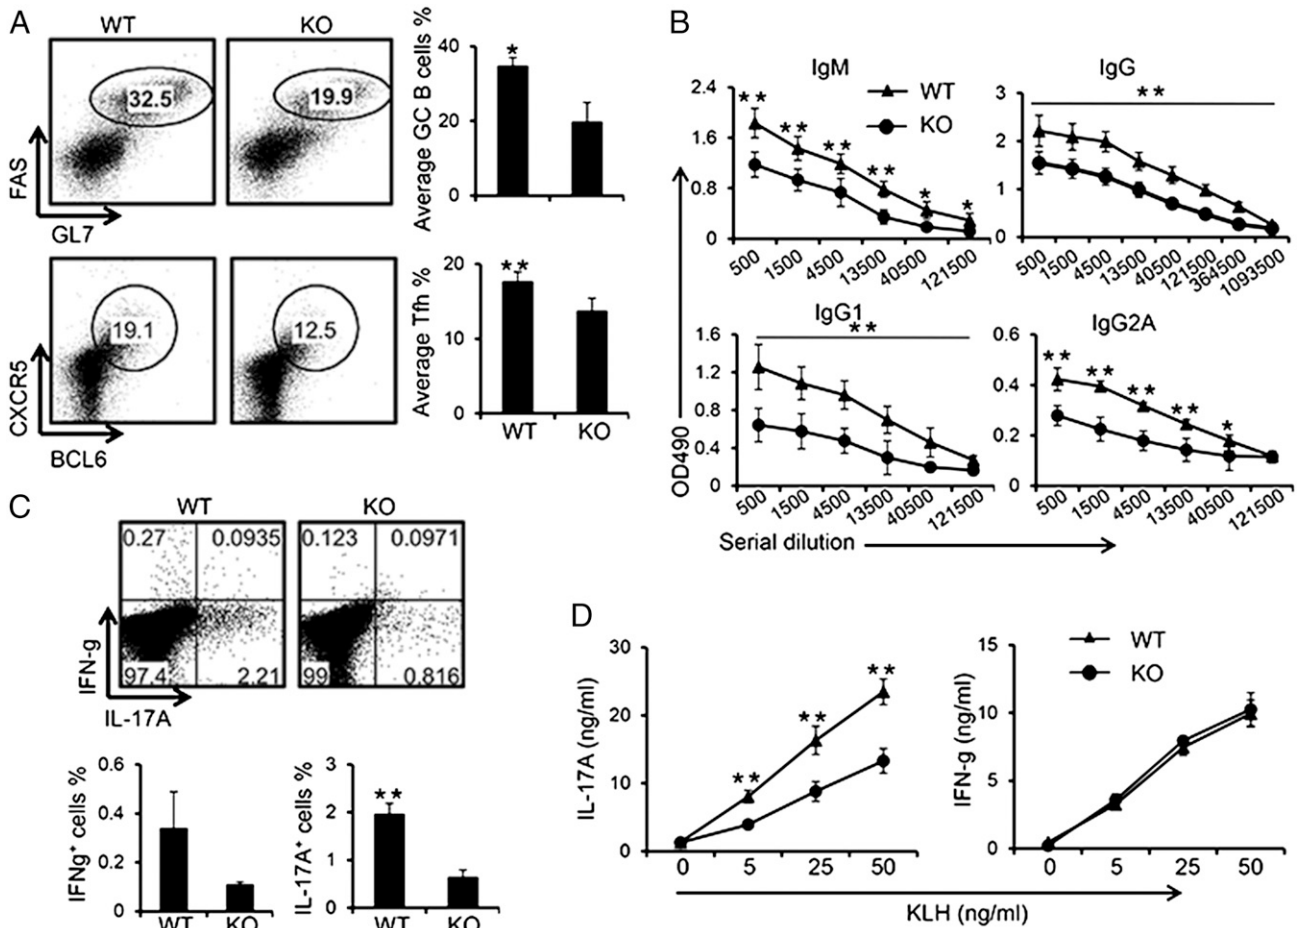 A
WT
KO
32.5
19.9
FAS
GL7
Average GC B cells %
40
20
0
*
19.1
12.5
CXCR5
BCL6
Average Tfh %
20
10
0
**
WT
KO
B
IgM
WT
KO
2.4
1.6
0.8
0
** ** ** ** * *
500 1500 4500 13500 40500 121500
IgG
3
2
1
0
**
500 1500 4500 13500 40500 121500 364500 1093500
IgG1
1.6
1.2
0.8
0.4
0
**
500 1500 4500 13500 40500 121500
IgG2A
0.6
0.4
0.2
0
** ** ** ** *
500 1500 4500 13500 40500 121500
OD490
Serial dilution
C
WT
KO
0.27 0.0935
97.4 2.21
0.123 0.0971
99 0.816
IFN-g
IL-17A
IFNg+ cells %
0.6
0.4
0.2
0
WT KO
IL-17A+ cells %
3
2
1
0
**
WT KO
D
IL-17A (ng/ml)
30
20
10
0
** ** **
0 5 25 50
IFN-g (ng/ml)
15
10
5
0
WT
KO
0 5 25 50
KLH (ng/ml)